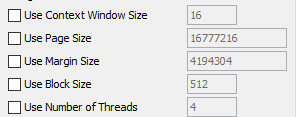 Use Context Window Size 16
Use Page Size 16777216
Use Margin Size 4194304
Use Block Size 512
Use Number of Threads 4